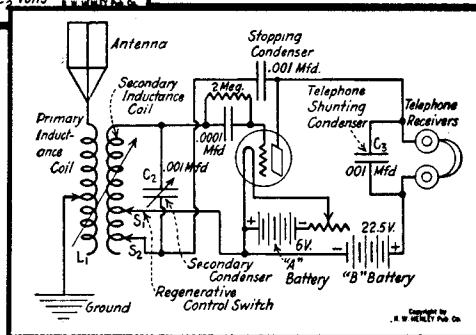 Volts
Antenna
Stopping
Condenser
.001 Mfd.
Secondary
Inductance
Coil
2 Meg.
.0001
Mfd
Telephone
Shunting
Condenser
Telephone
Receivers
Primary
Induct-
ance
Coil
C2
.001 Mfd
C3
.001 Mfd
S1
S2
L1
22.5V.
6V.
"A"
Battery
"B" Battery
Secondary
Condenser
Regenerative
Control Switch
Ground
Copyright by
N. W. HENLEY Pub. Co.